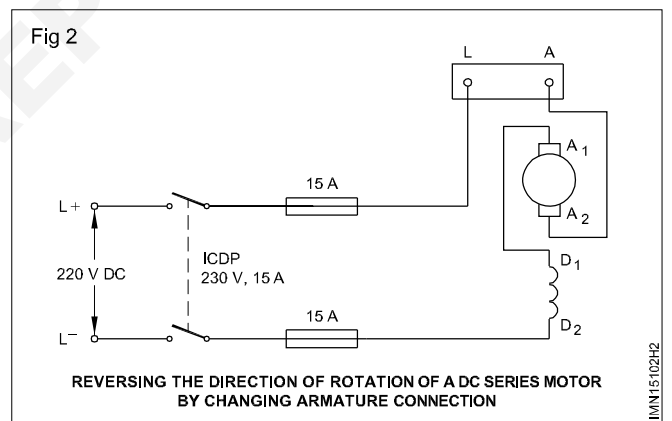 Fig 2
L A
A1
15 A
L+
A2
ICDP
230 V, 15 A
220 V DC
D1
15 A
D2
L–
REVERSING THE DIRECTION OF ROTATION OF A DC SERIES MOTOR
BY CHANGING ARMATURE CONNECTION
IMN15102H2